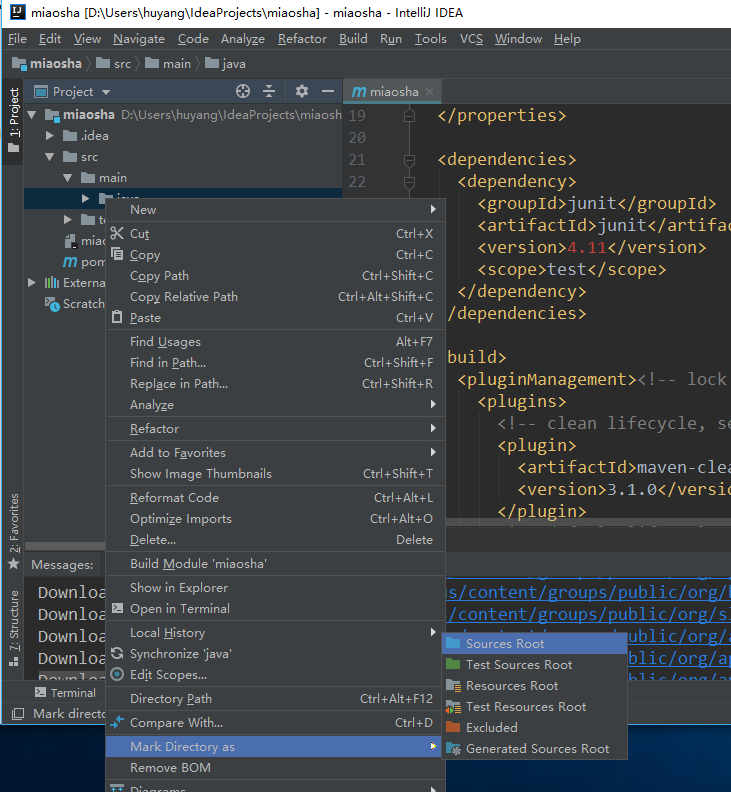 miaosha [D:\Users\huyang\IdeaProjects\miaosha] - miaosha - IntelliJ IDEA
File Edit View Navigate Code Analyze Refactor Build Run Tools VCS Window Help
miaosha src main java
1: Project
Project
miaosha
miaosha D:\Users\huyang\IdeaProjects\miaosh
.idea
src
main
java
te
miao
pom
Externa
Scratch
19 </properties>
20
21 <dependencies>
22 <dependency>
<groupId>junit</groupId>
<artifactId>junit</artifac
<version>4.11</version>
<scope>test</scope>
</dependency>
/dependencies>
build>
<pluginManagement><!-- lock
<plugins>
<!-- clean lifecycle, se
<plugin>
<artifactId>maven-clea
<version>3.1.0</versi
</plugin>
New
Cut Ctrl+X
Copy Ctrl+C
Copy Path Ctrl+Shift+C
Copy Relative Path Ctrl+Alt+Shift+C
Paste Ctrl+V
Find Usages Alt+F7
Find in Path... Ctrl+Shift+F
Replace in Path... Ctrl+Shift+R
Analyze
Refactor
Add to Favorites
Show Image Thumbnails Ctrl+Shift+T
Reformat Code Ctrl+Alt+L
Optimize Imports Ctrl+Alt+O
Delete... Delete
Build Module 'miaosha'
Show in Explorer
Open in Terminal
Local History
Synchronize 'java'
Edit Scopes...
Directory Path Ctrl+Alt+F12
Compare With... Ctrl+D
Mark Directory as
Remove BOM
Diagrams
Sources Root
Test Sources Root
Resources Root
Test Resources Root
Excluded
Generated Sources Root
2: Favorites
7: Structure
Messages:
Downloa
Downloa
Downloa
Downloa
Downloa
us/content/groups/public/org/
s/content/groups/public/org/sl
ublic/org/a
ublic/org/ap
Terminal
Mark directo